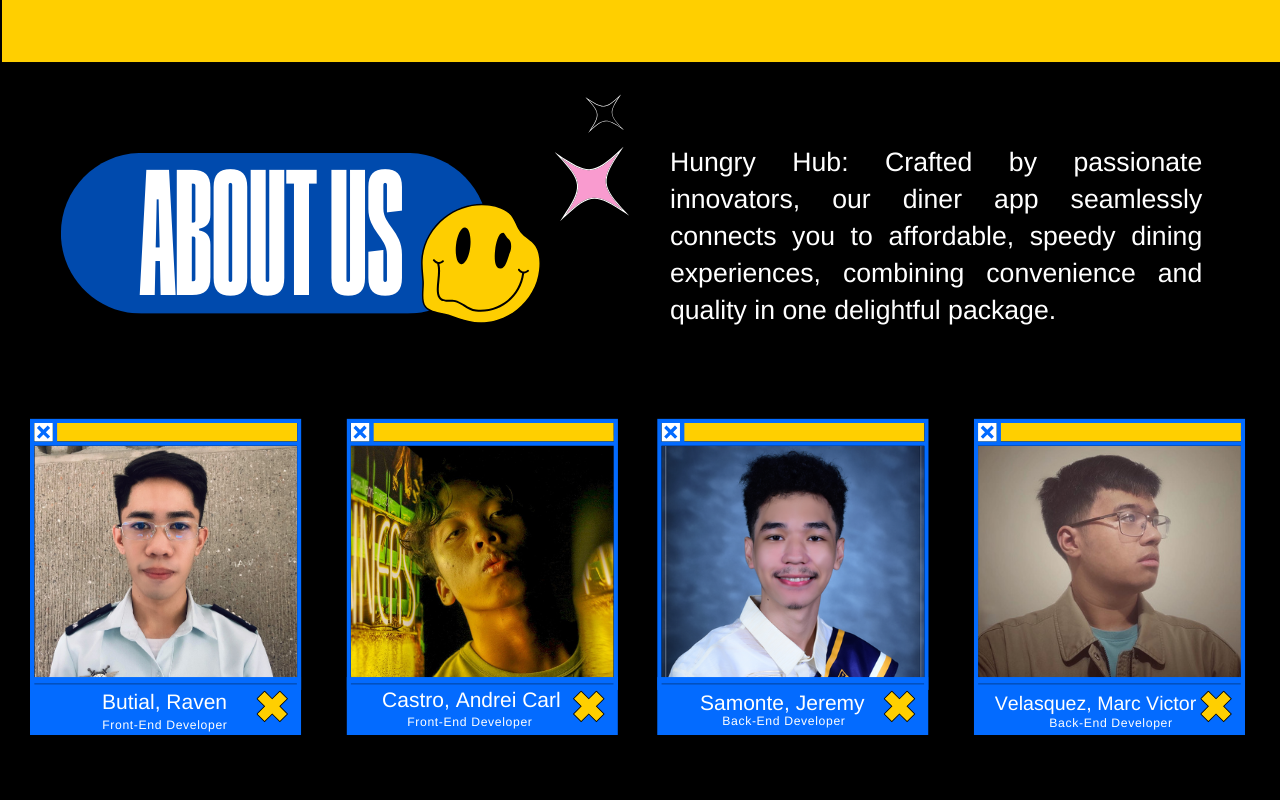 ABOUT US
Hungry Hub: Crafted by passionate
innovators, our diner app seamlessly
connects you to affordable, speedy dining
experiences, combining convenience and
quality in one delightful package.
Butial, Raven
Front-End Developer
Castro, Andrei Carl
Front-End Developer
Samonte, Jeremy
Back-End Developer
Velasquez, Marc Victor
Back-End Developer